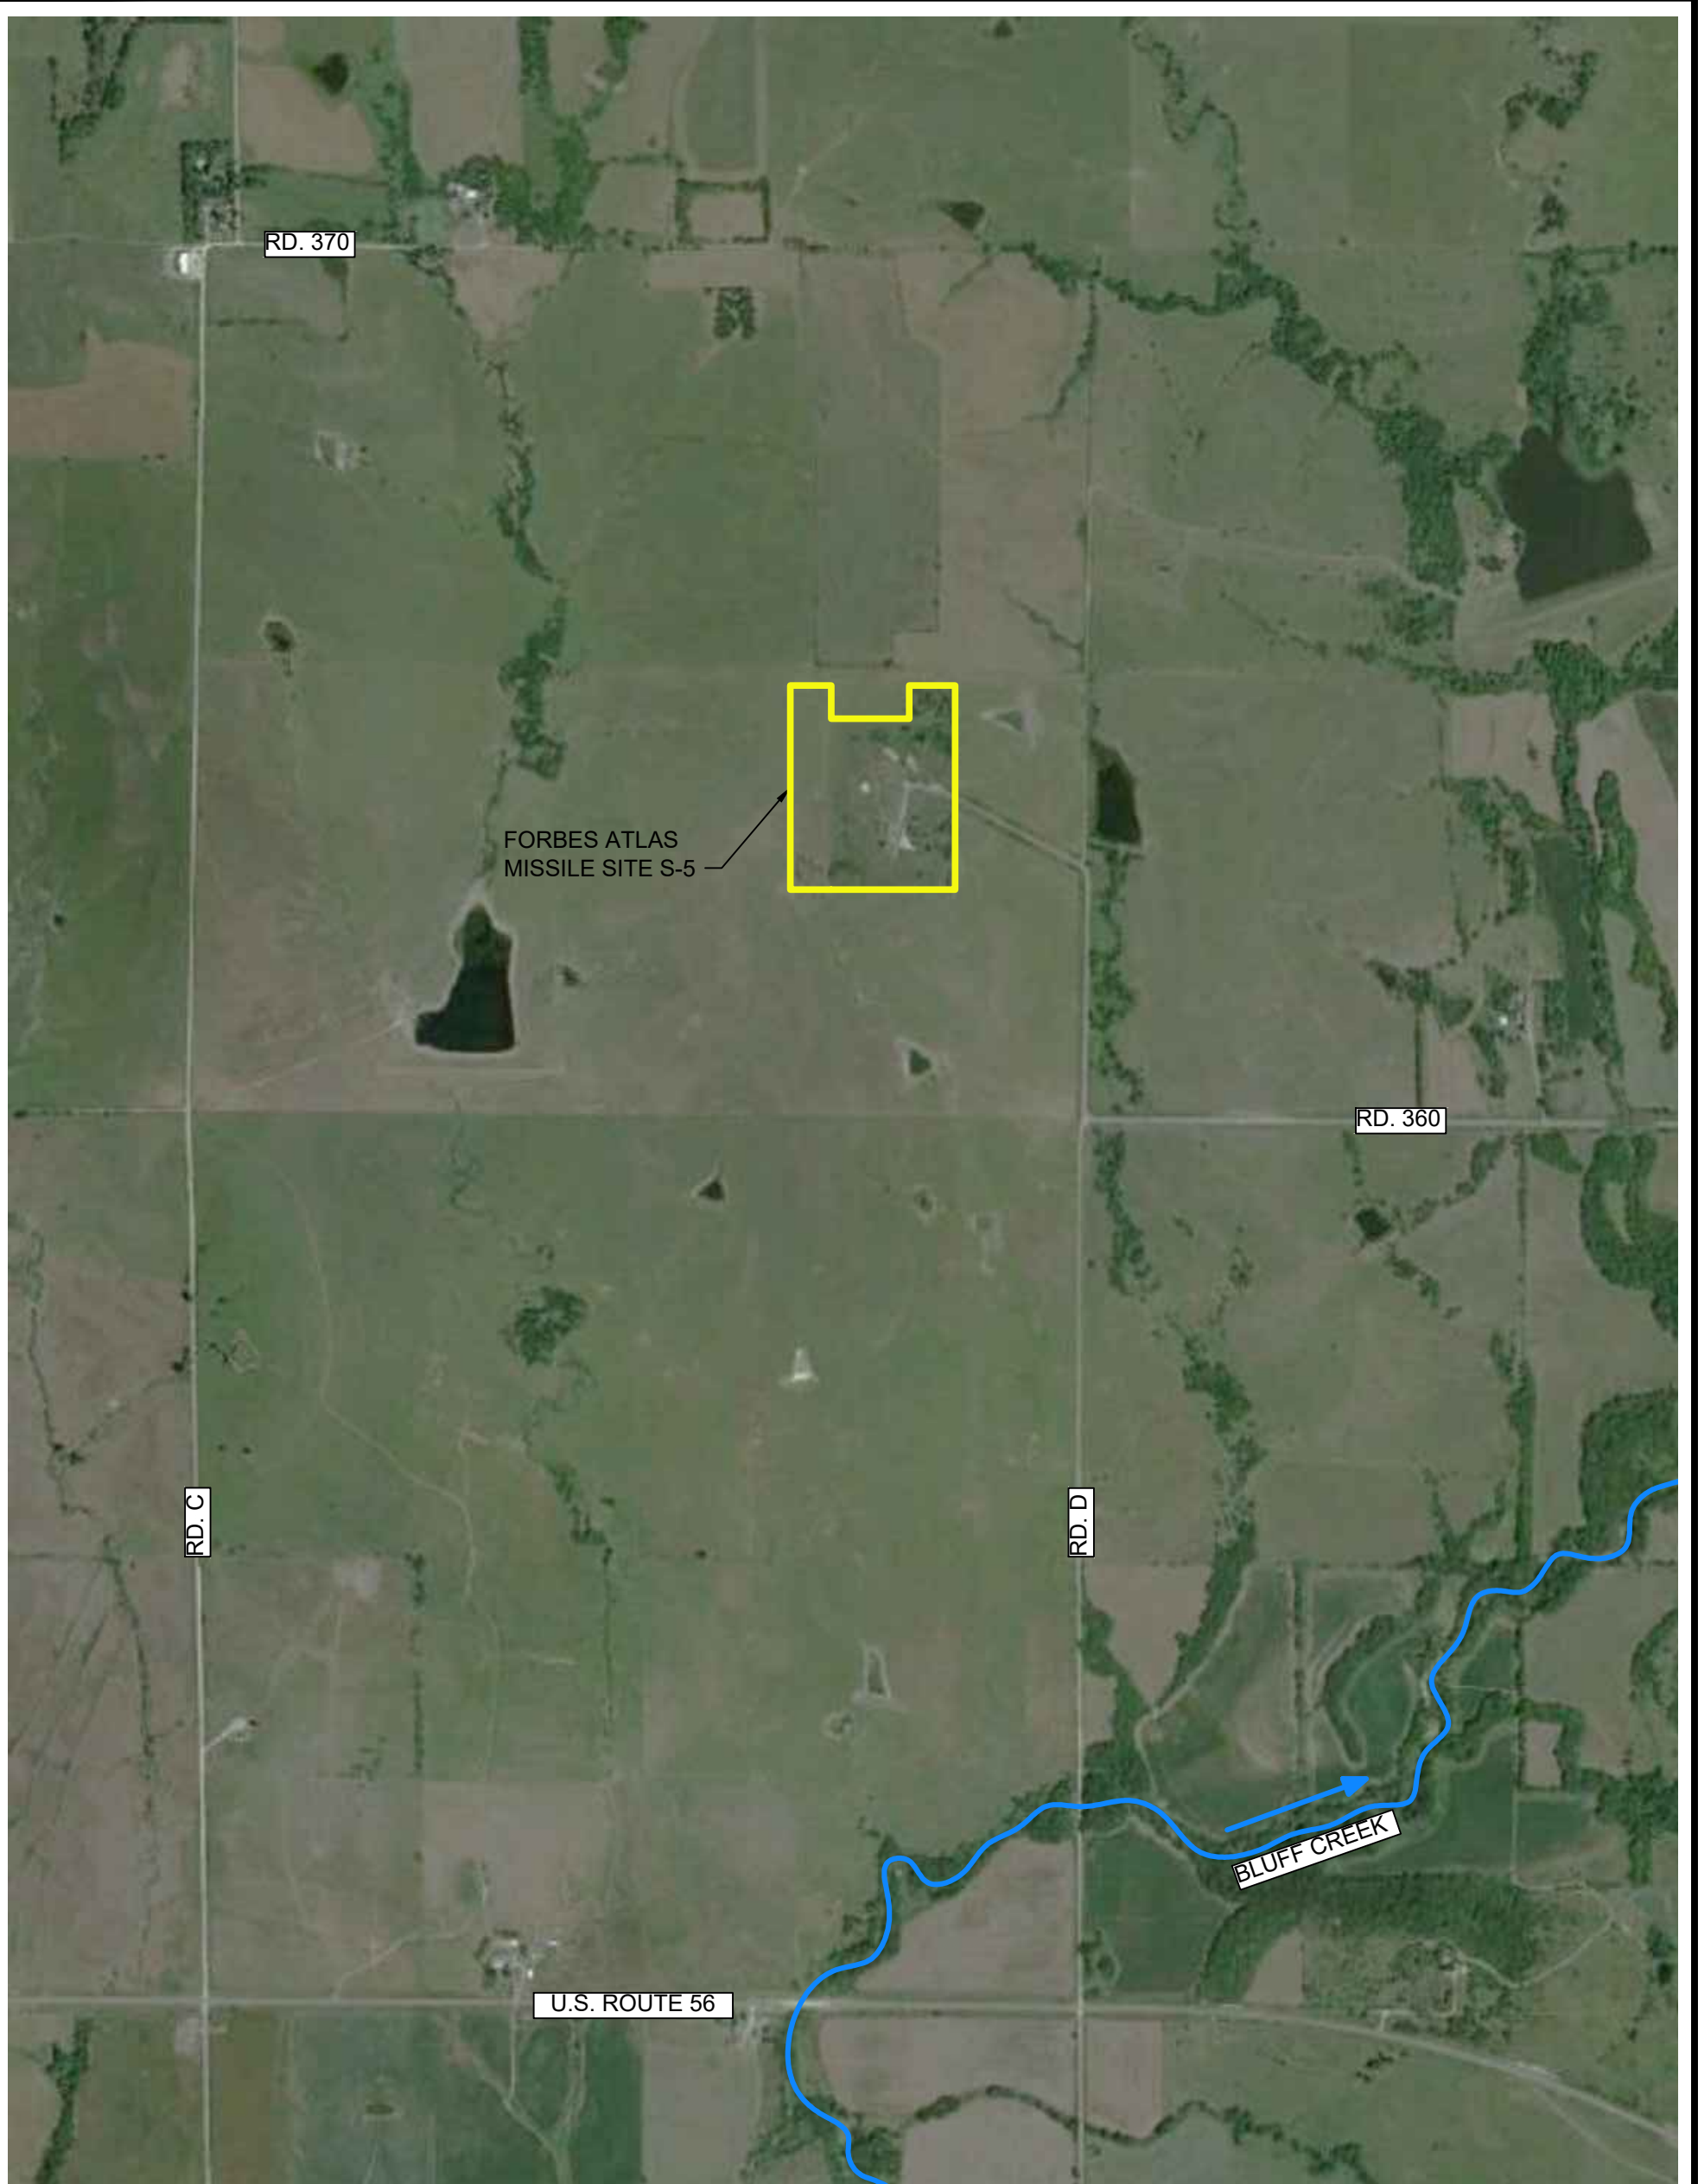 RD. 370
FORBES ATLAS
MISSILE SITE S-5
RD. 360
RD. C
RD. D
BLUFF CREEK
U.S. ROUTE 56